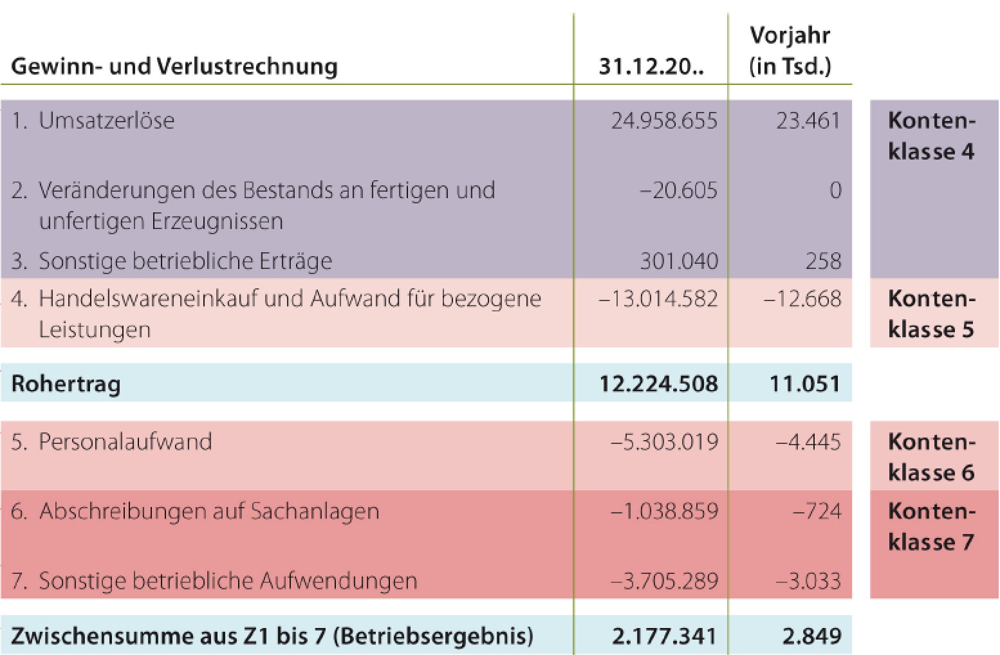 Vorjahr
Gewinn- und Verlustrechnung 31.12.20.. (in Tsd.)
1. Umsatzerlöse 24.958.655 23.461 Konten-
klasse 4
2. Veränderungen des Bestands an fertigen und –20.605 0
unfertigen Erzeugnissen
3. Sonstige betriebliche Erträge 301.040 258
4. Handelswareneinkauf und Aufwand für bezogene –13.014.582 –12.668 Konten-
Leistungen klasse 5
Rohertrag 12.224.508 11.051
5. Personalaufwand –5.303.019 –4.445 Konten-
klasse 6
6. Abschreibungen auf Sachanlagen –1.038.859 –724 Konten-
klasse 7
7. Sonstige betriebliche Aufwendungen –3.705.289 –3.033
Zwischensumme aus Z1 bis 7 (Betriebsergebnis) 2.177.341 2.849